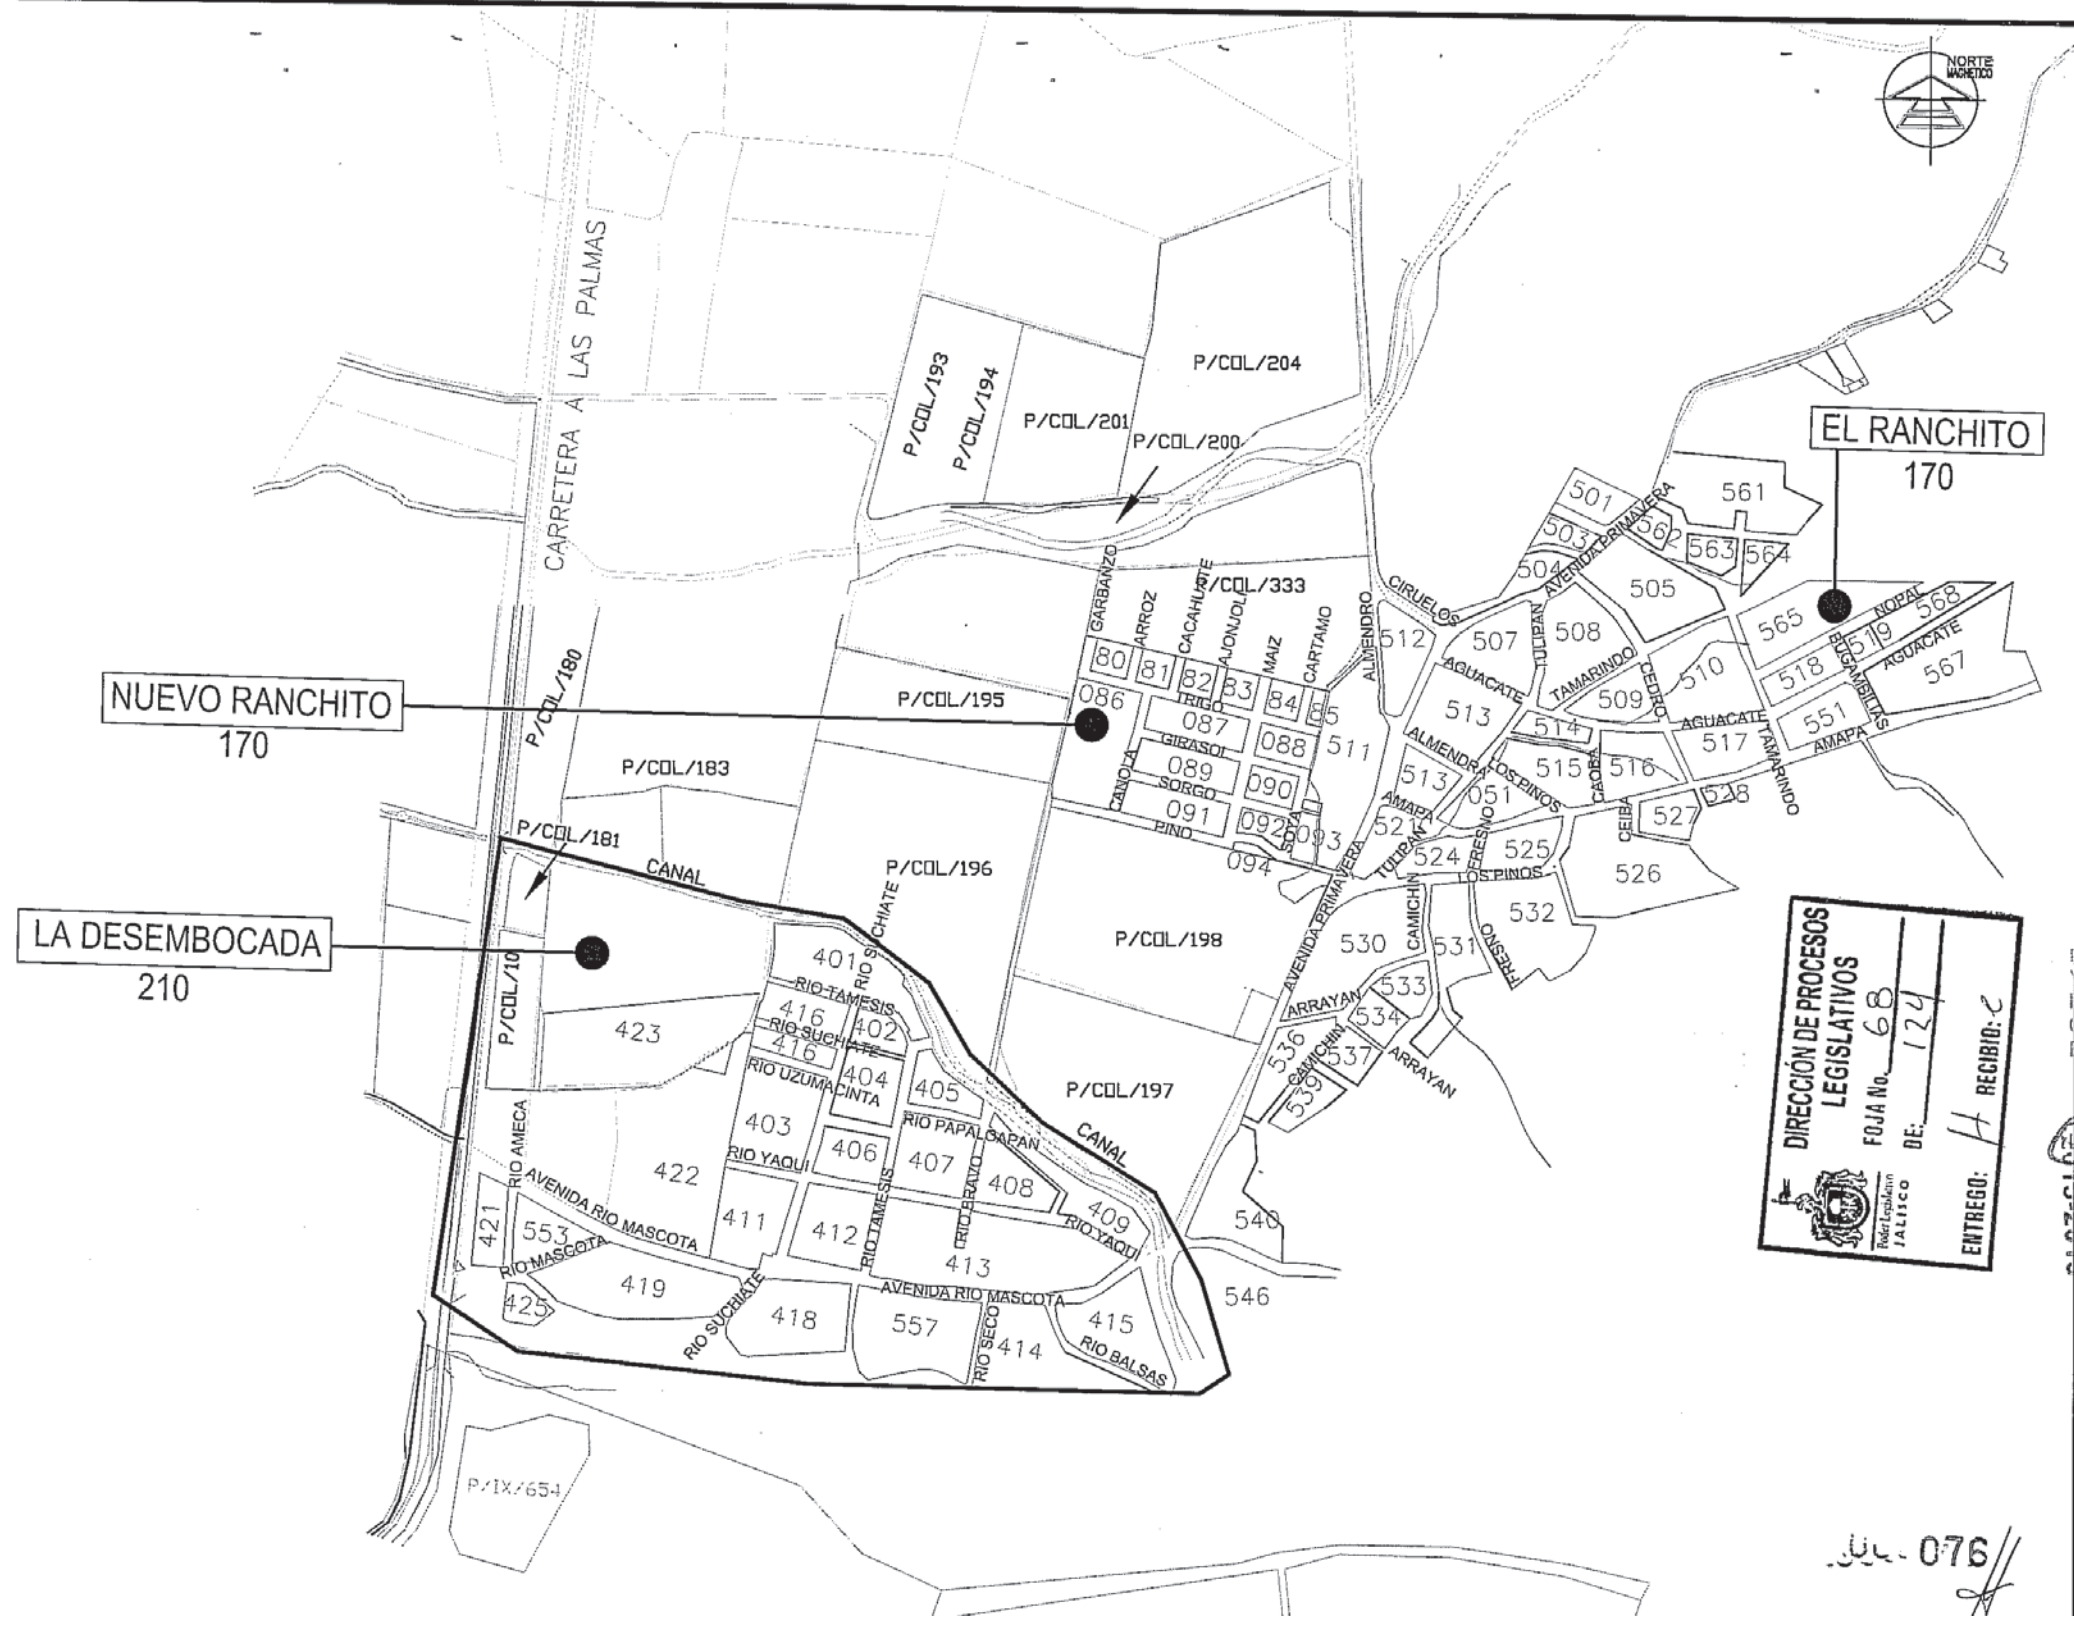 NORTE
MAGNETICO
CARRETERA A LAS PALMAS
P/COL/193
P/COL/194
P/COL/201
P/COL/204
P/COL/200
EL RANCHITO
170
501
561
503
562
563
564
AVENIDA PRIMAVERA
504
505
GARBANZO
ARROZ
CACAHUATE
AJONJOLI
MAIZ
CARTAMO
P/COL/333
ALMENDRO
CIRUELOS
512
507
TULIPAN
508
565
NOPAL
568
519
AGUACATE
567
BUGAMBILIAS
518
551
AMAPA
TAMARINDO
510
CEDRO
509
TAMARINDO
AGUACATE
513
514
AGUACATE
517
80
81
82
83
84
85
086
TRIGO
087
088
GIRASOL
089
090
SORGO
091
092
093
SOYA
CANOLA
PINO
094
511
ALMENDRA
LOS PINOS
513
051
515
CAOBA
516
AMAPA
521
TULIPAN
524
FRESNO
525
LOS PINOS
CEIBA
527
528
526
NUEVO RANCHITO
170
P/COL/180
P/COL/195
P/COL/183
P/COL/181
CANAL
P/COL/196
P/COL/198
AVENIDA PRIMAVERA
530
CAMICHIN
531
FRESNO
532
533
ARRAYAN
534
536
CAMICHIN
537
ARRAYAN
539
P/COL/197
LA DESEMBOCADA
210
P/COL/10
423
401
RIO SUCHIATE
RIO TAMESIS
416
402
RIO SUCHIATE
416
404
RIO UZUMACINTA
405
403
RIO PAPALOAPAN
406
407
RIO YAQUI
408
CANAL
RIO AMECA
422
AVENIDA RIO MASCOTA
411
412
RIO TAMESIS
RIO BRAVO
409
RIO YAQUI
540
421
553
RIO MASCOTA
413
419
425
RIO SUCHIATE
418
AVENIDA RIO MASCOTA
557
RIO SECO
414
415
RIO BALSAS
546
P/IX/654
DIRECCIÓN DE PROCESOS
LEGISLATIVOS
FOJA No. 68
DE: 124
Poder Legislativo
JALISCO
ENTREGO: H RECIBIO:
076